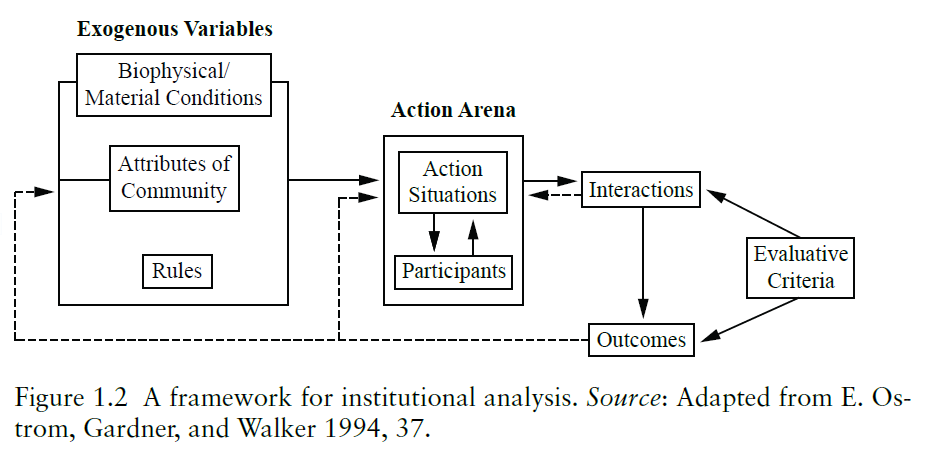 Exogenous Variables
Biophysical/
Material Conditions
Attributes of
Community
Rules
Action Arena
Action
Situations
Participants
Interactions
Outcomes
Evaluative
Criteria
Figure 1.2 A framework for institutional analysis. Source: Adapted from E. Os-
trom, Gardner, and Walker 1994, 37.